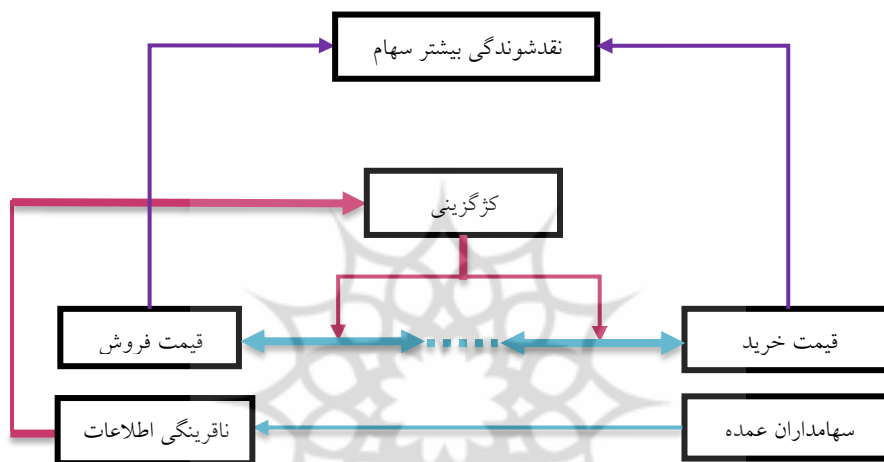 نقدشوندگی بیشتر سهام
کژگزینی
قیمت خرید
قیمت فروش
سهامداران عمده
ناقرینگی اطلاعات